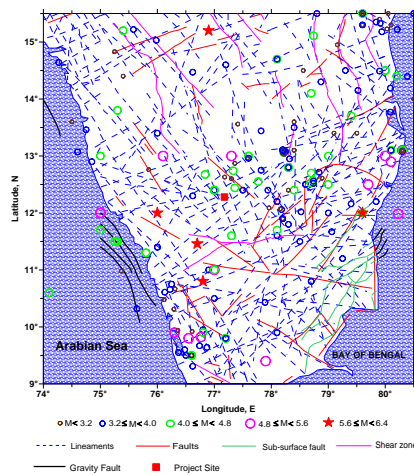 15°
14°
13°
12°
11°
10°
9°
Latitude, N
Arabian Sea
BAY OF BENGAL
74° 75° 76° 77° 78° 79° 80°
Longitude, E
M< 3.2 3.2≤ M< 4.0 4.0≤ M< 4.8 4.8≤ M< 5.6 5.6≤ M< 6.4
Lineaments Faults Sub-surface fault Shear zone
Gravity Fault Project Site